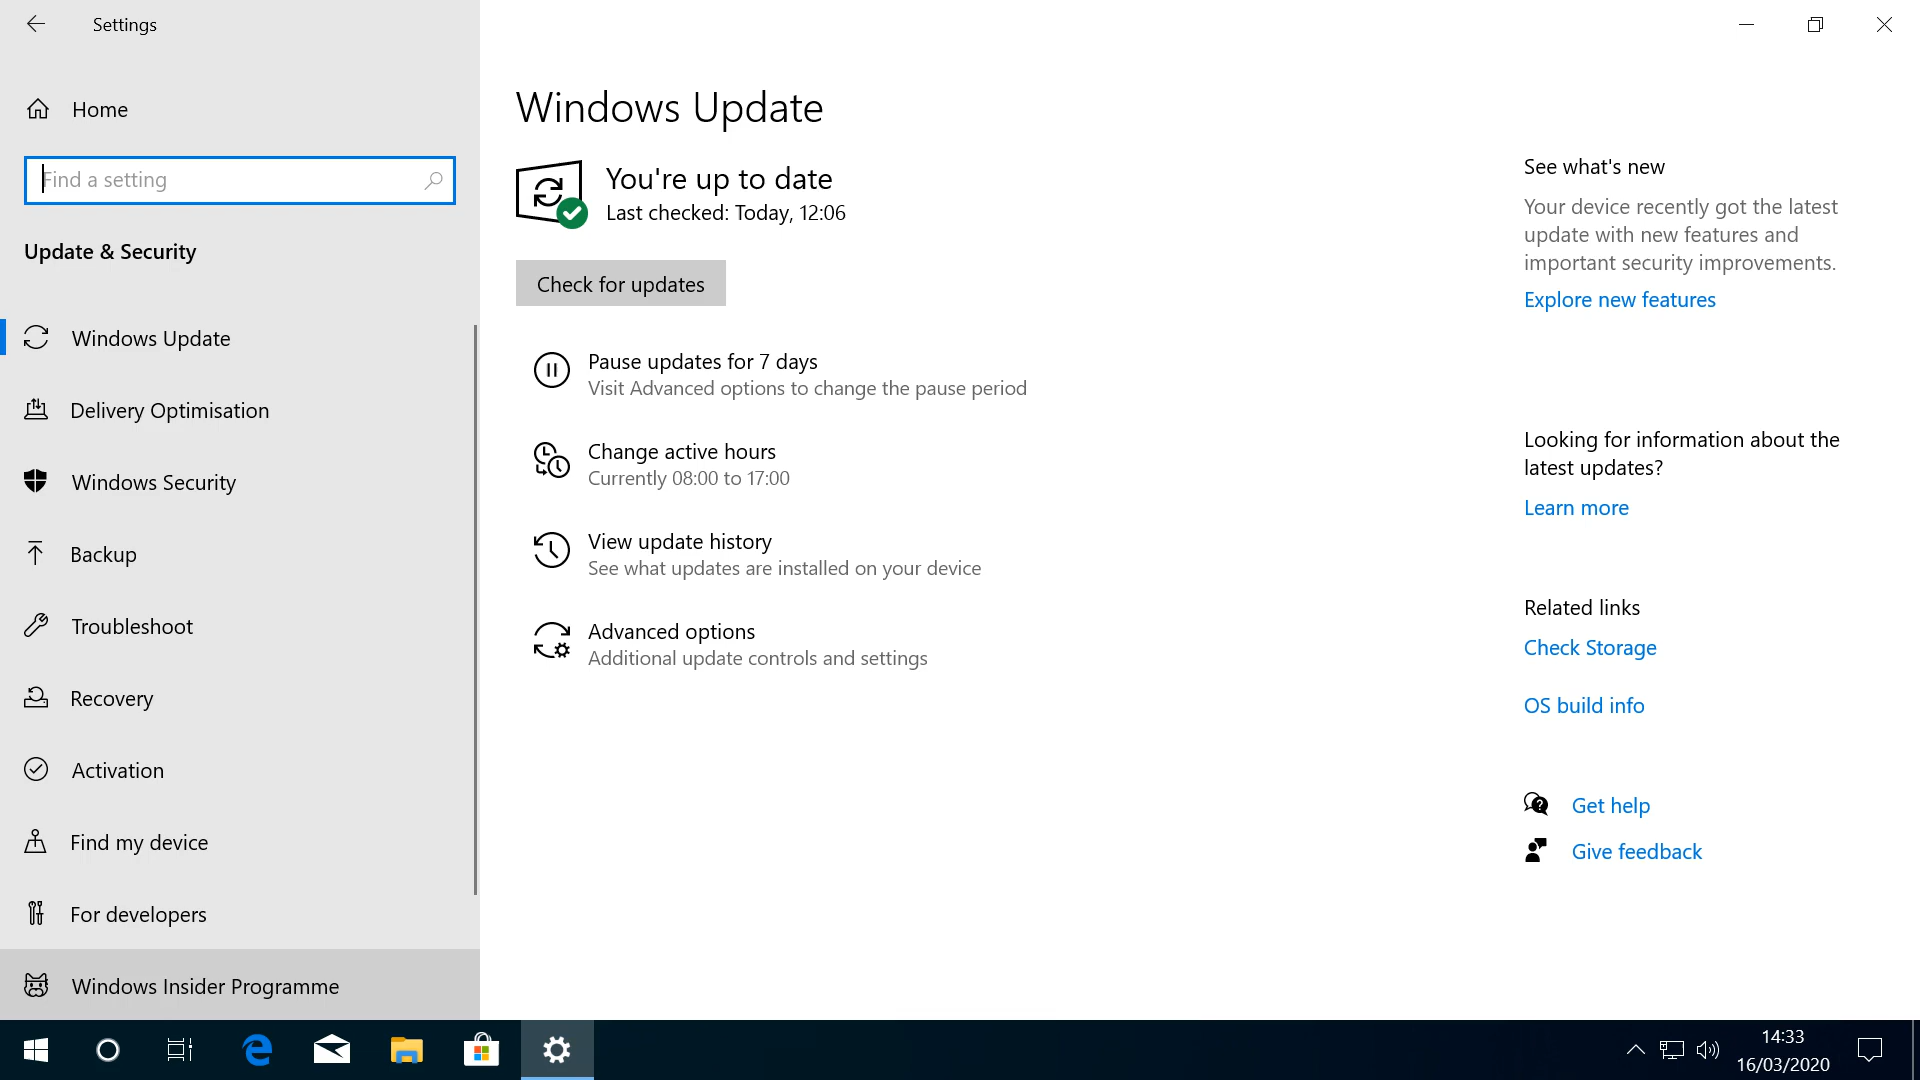 Settings
Home
Find a setting
Update & Security
Windows Update
Delivery Optimisation
Windows Security
Backup
Troubleshoot
Recovery
Activation
Find my device
For developers
Windows Insider Programme
Windows Update
You're up to date
Last checked: Today, 12:06
Check for updates
Pause updates for 7 days
Visit Advanced options to change the pause period
Change active hours
Currently 08:00 to 17:00
View update history
See what updates are installed on your device
Advanced options
Additional update controls and settings
See what's new
Your device recently got the latest
update with new features and
important security improvements.
Explore new features
Looking for information about the
latest updates?
Learn more
Related links
Check Storage
OS build info
Get help
Give feedback
14:33
16/03/2020